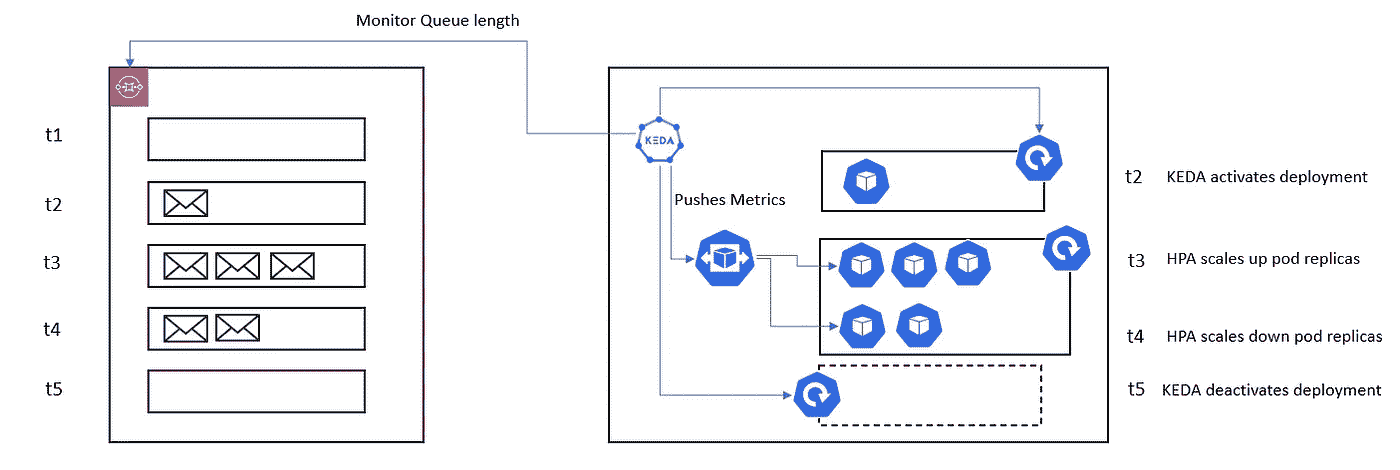 Monitor Queue length
t1
t2
t3
t4
t5
KEDA
Pushes Metrics
t2 KEDA activates deployment
t3 HPA scales up pod replicas
t4 HPA scales down pod replicas
t5 KEDA deactivates deployment